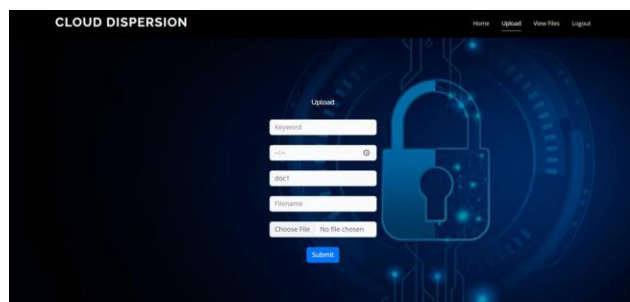 CLOUD DISPERSION
Home Upload View Files Logout
Upload
Keyword
--:--
doc1
Filename
Choose File No file chosen
Submit